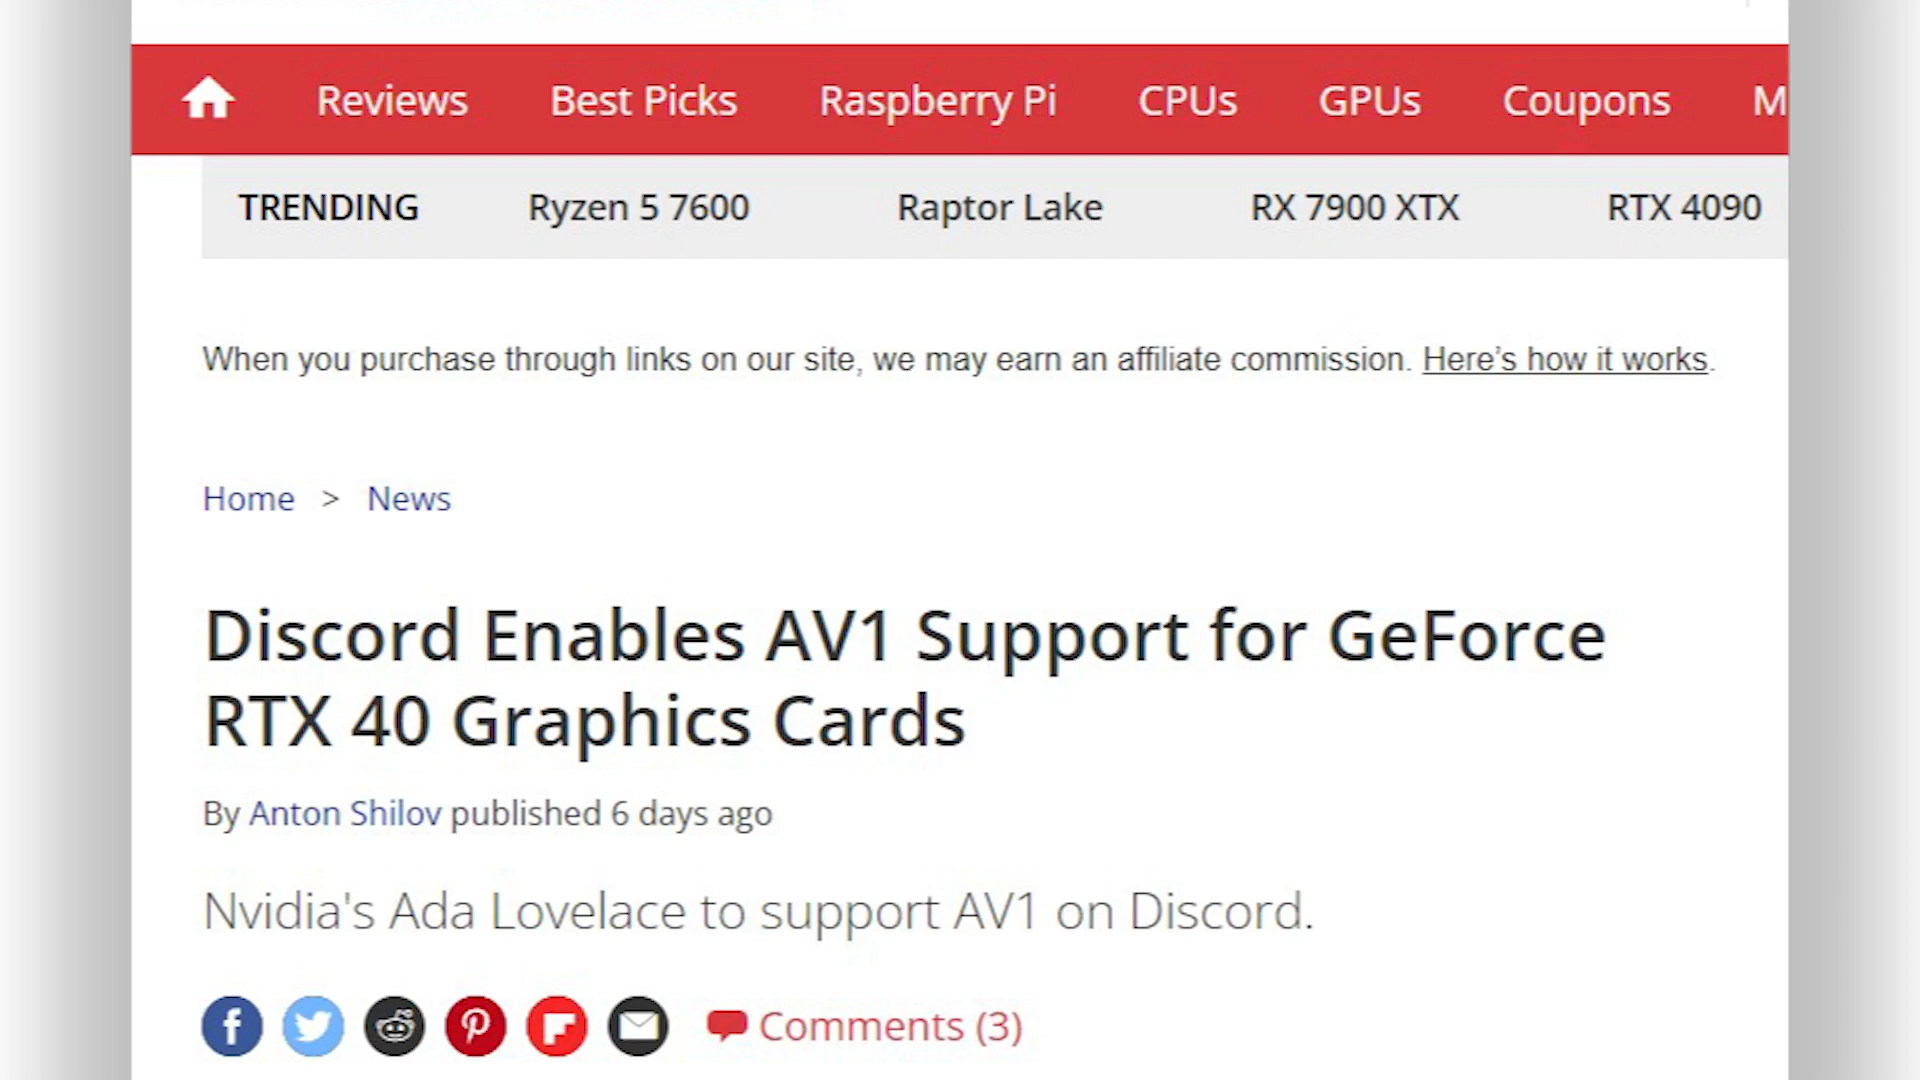 Reviews Best Picks Raspberry Pi CPUs GPUs Coupons M
TRENDING Ryzen 5 7600 Raptor Lake RX 7900 XTX RTX 4090
When you purchase through links on our site, we may earn an affiliate commission. Here’s how it works.
Home > News
Discord Enables AV1 Support for GeForce
RTX 40 Graphics Cards
By Anton Shilov published 6 days ago
Nvidia's Ada Lovelace to support AV1 on Discord.
Comments (3)